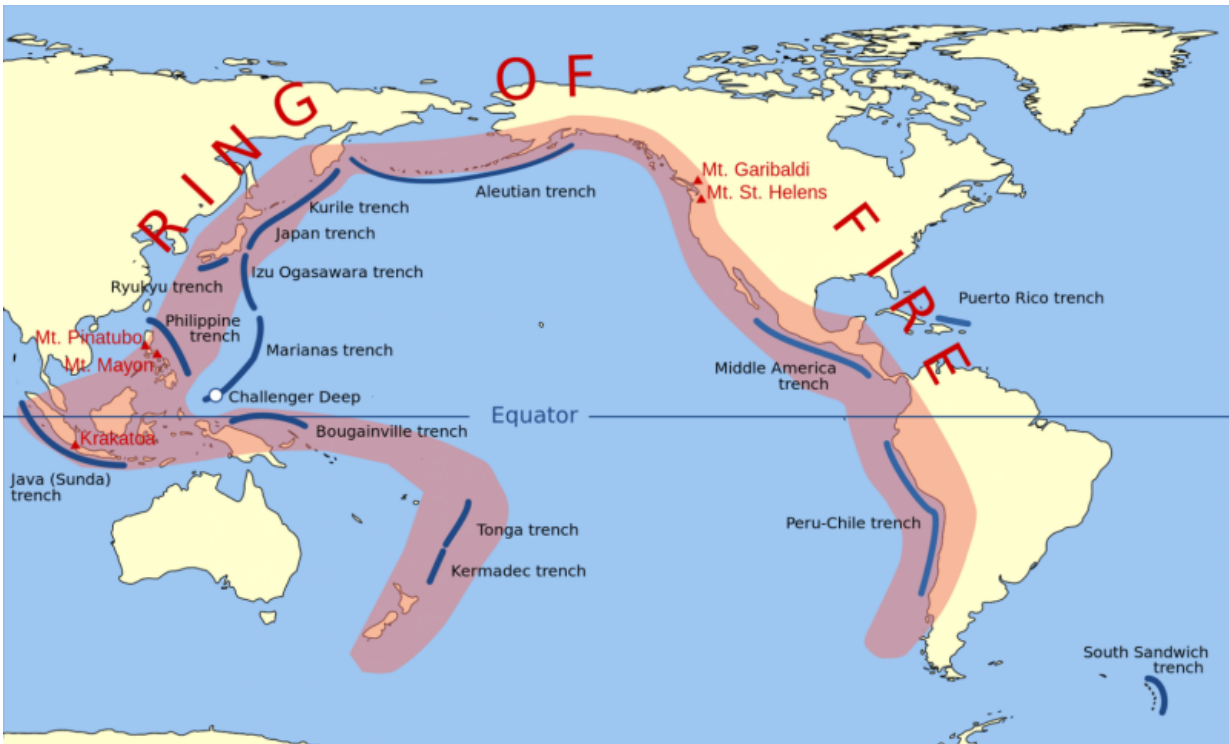 RING OF FIRE
Mt. Garibaldi
Mt. St. Helens
Aleutian trench
Kurile trench
Japan trench
Izu Ogasawara trench
Ryukyu trench
Puerto Rico trench
Philippine
trench
Mt. Pinatubo
Marianas trench
Mt. Mayon
Middle America
trench
Challenger Deep
Equator
Bougainville trench
Krakatoa
Java (Sunda)
trench
Peru-Chile trench
Tonga trench
Kermadec trench
South Sandwich
trench